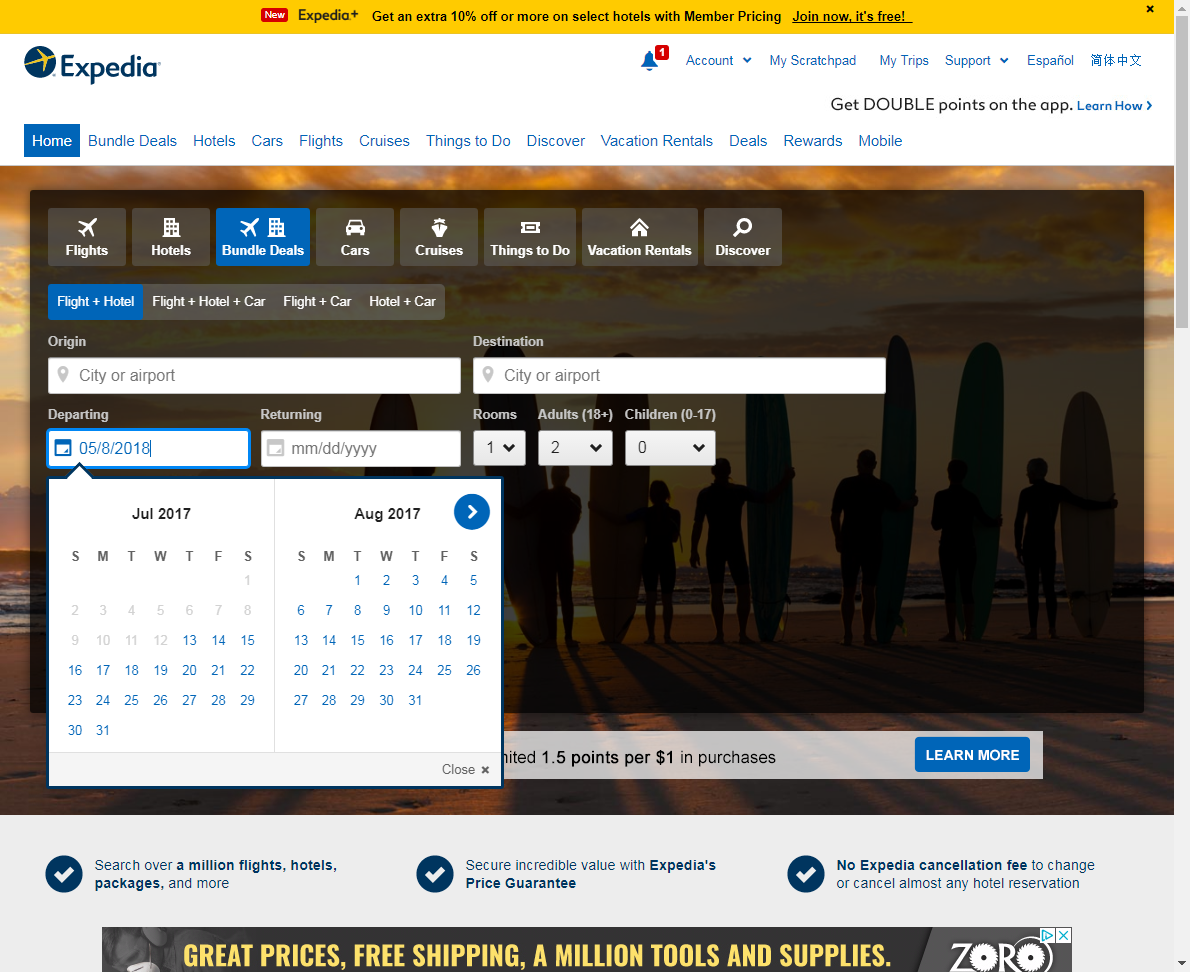 New Expedia+ Get an extra 10% off or more on select hotels with Member Pricing Join now, it's free!
Expedia
1 Account My Scratchpad My Trips Support Español 简体中文
Get DOUBLE points on the app. Learn How
Home Bundle Deals Hotels Cars Flights Cruises Things to Do Discover Vacation Rentals Deals Rewards Mobile
Flights Hotels Bundle Deals Cars Cruises Things to Do Vacation Rentals Discover
Flight + Hotel Flight + Hotel + Car Flight + Car Hotel + Car
Origin Destination
City or airport City or airport
Departing Returning Rooms Adults (18+) Children (0-17)
05/8/2018 mm/dd/yyyy 1 2 0
Jul 2017 Aug 2017
S M T W T F S S M T W T F S
1 1 2 3 4 5
2 3 4 5 6 7 8 6 7 8 9 10 11 12
9 10 11 12 13 14 15 13 14 15 16 17 18 19
16 17 18 19 20 21 22 20 21 22 23 24 25 26
23 24 25 26 27 28 29 27 28 29 30 31
30 31
1.5 points per $1 in purchases LEARN MORE
Close
Search over a million flights, hotels,
packages, and more
Secure incredible value with Expedia's
Price Guarantee
No Expedia cancellation fee to change
or cancel almost any hotel reservation
GREAT PRICES, FREE SHIPPING, A MILLION TOOLS AND SUPPLIES. ZORO